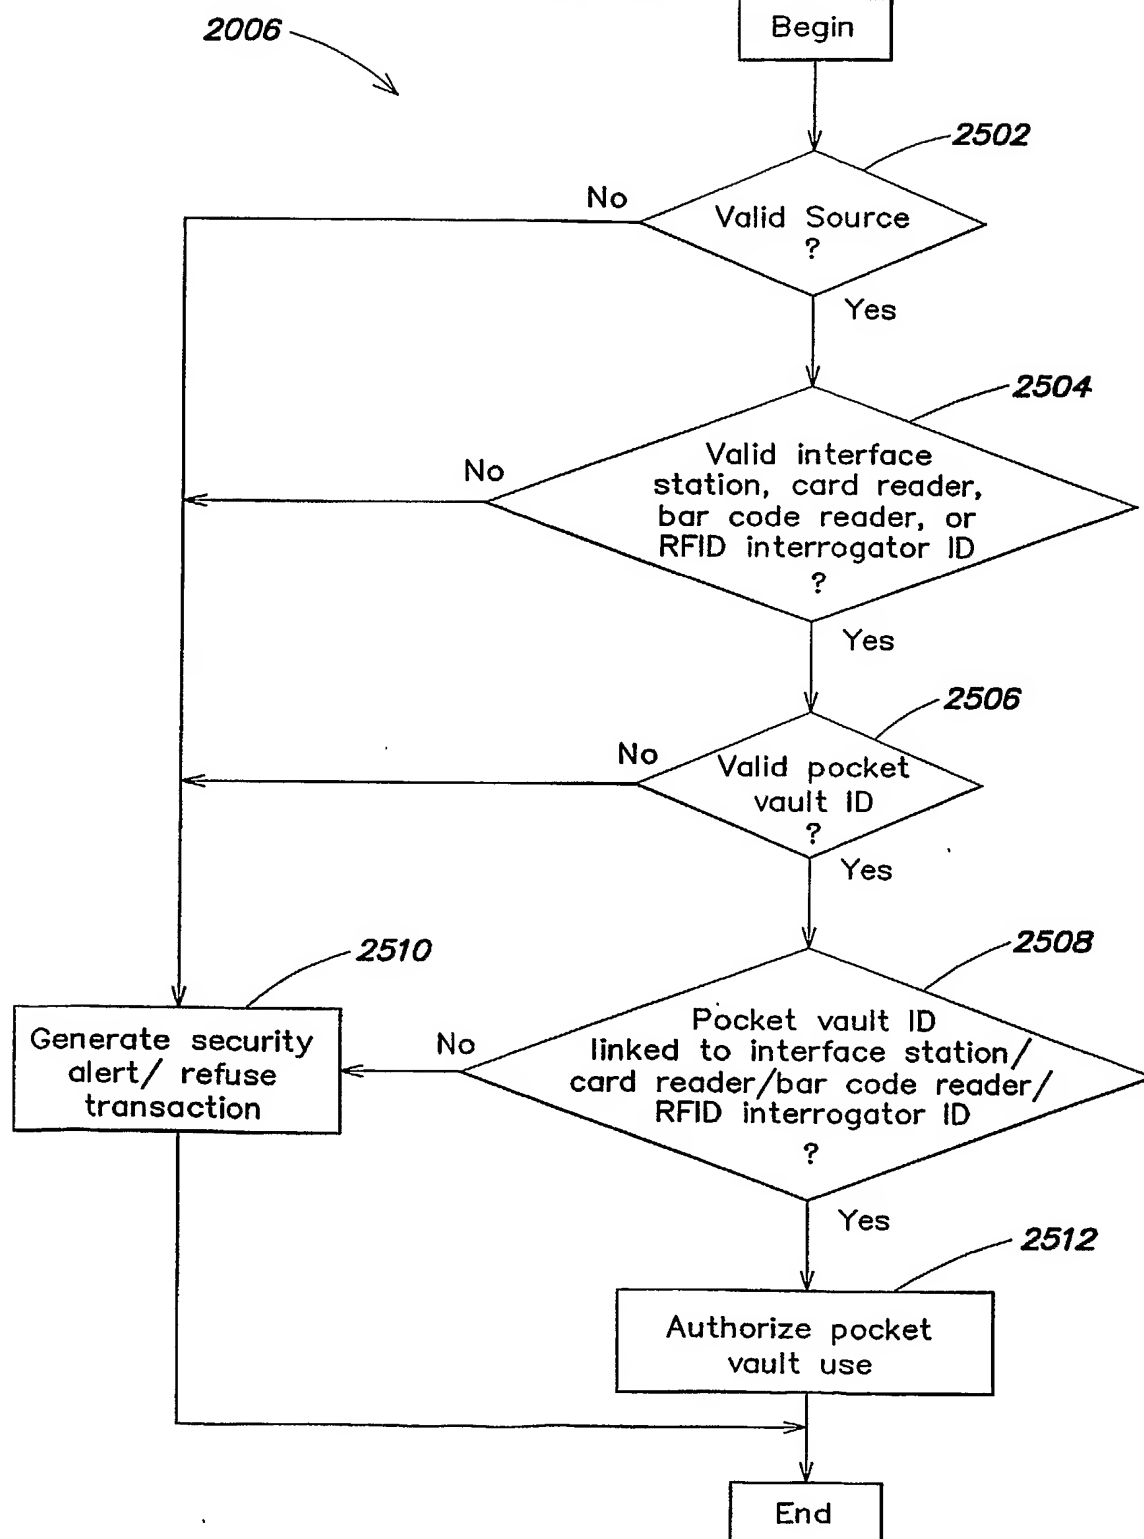 2006
Begin
2502
No
Valid Source
?
Yes
2504
No
Valid interface
station, card reader,
bar code reader, or
RFID interrogator ID
?
Yes
2506
No
Valid pocket
vault ID
?
Yes
2510
2508
Generate security
alert/ refuse
transaction
No
Pocket vault ID
linked to interface station/
card reader/bar code reader/
RFID interrogator ID
?
Yes
2512
Authorize pocket
vault use
End